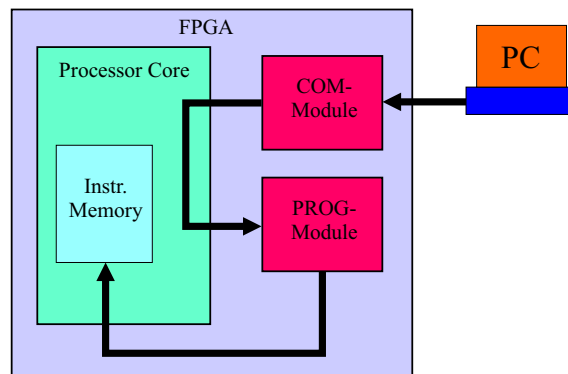 FPGA
Processor Core
COM-
Module
PC
Instr.
Memory
PROG-
Module